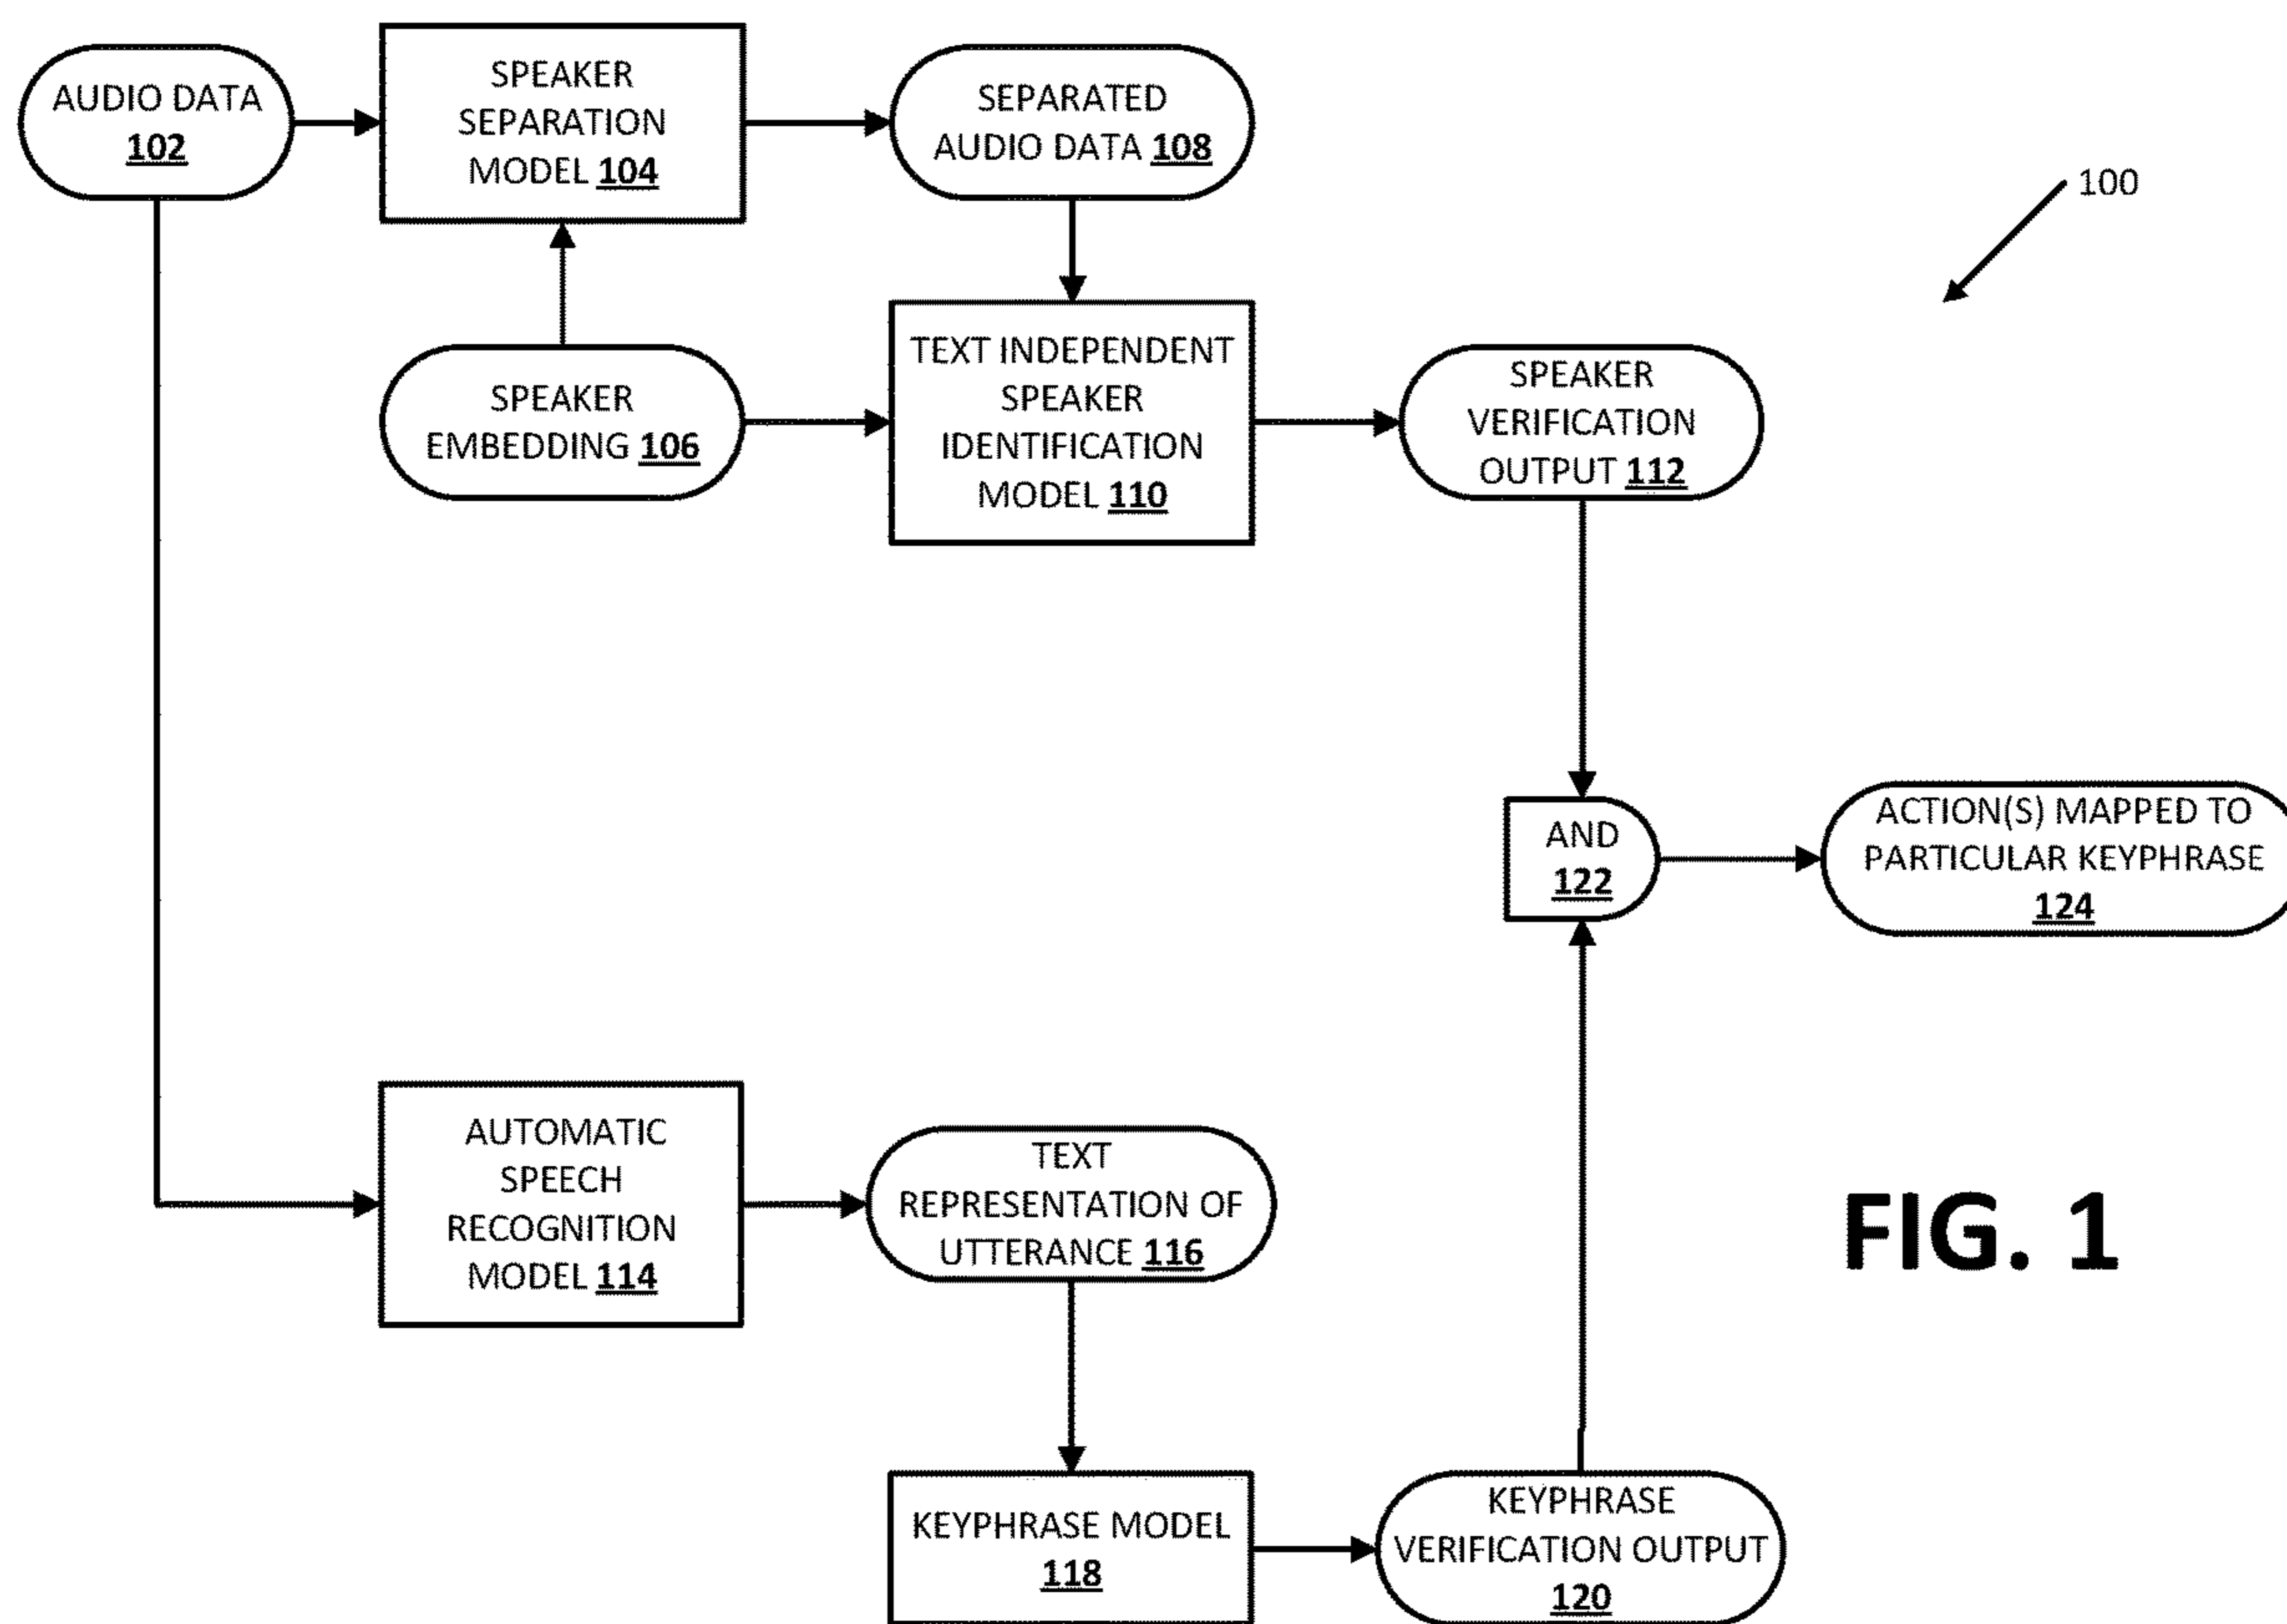 AUDIO DATA
102
SPEAKER
SEPARATION
MODEL 104
SEPARATED
AUDIO DATA 108
100
SPEAKER
EMBEDDING 106
TEXT INDEPENDENT
SPEAKER
IDENTIFICATION
MODEL 110
SPEAKER
VERIFICATION
OUTPUT 112
AND
122
ACTION(S) MAPPED TO
PARTICULAR KEYPHRASE
124
AUTOMATIC
SPEECH
RECOGNITION
MODEL 114
TEXT
REPRESENTATION OF
UTTERANCE 116
KEYPHRASE MODEL
118
KEYPHRASE
VERIFICATION OUTPUT
120
FIG. 1